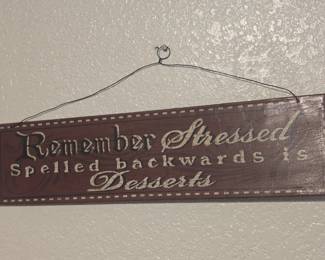 Remember Stressed
Spelled backwards is
Desserts